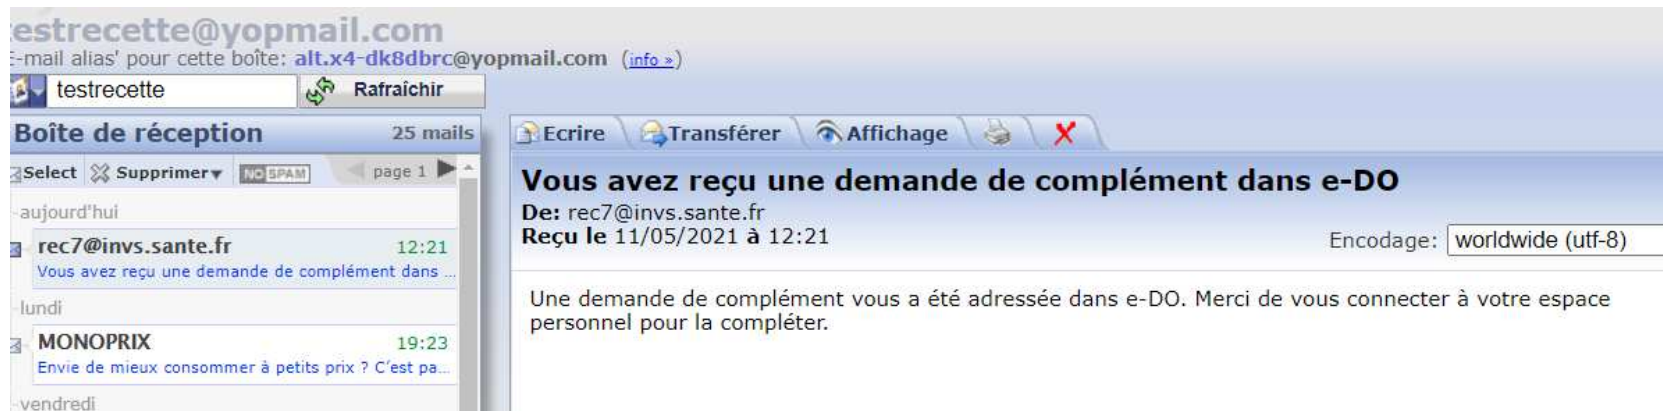 estrecette@yopmail.com
E-mail alias' pour cette boîte: alt.x4-dk8dbrc@yopmail.com (info »)
testrecette Rafraîchir
Boîte de réception 25 mails
Select Supprimer▾ NO SPAM page 1
aujourd'hui
rec7@invs.sante.fr 12:21
Vous avez reçu une demande de complément dans ...
lundi
MONOPRIX 19:23
Envie de mieux consommer à petits prix ? C'est pa...
vendredi
Ecrire Transférer Affichage
Vous avez reçu une demande de complément dans e-DO
De: rec7@invs.sante.fr
Reçu le 11/05/2021 à 12:21
Encodage: worldwide (utf-8)
Une demande de complément vous a été adressée dans e-DO. Merci de vous connecter à votre espace
personnel pour la compléter.